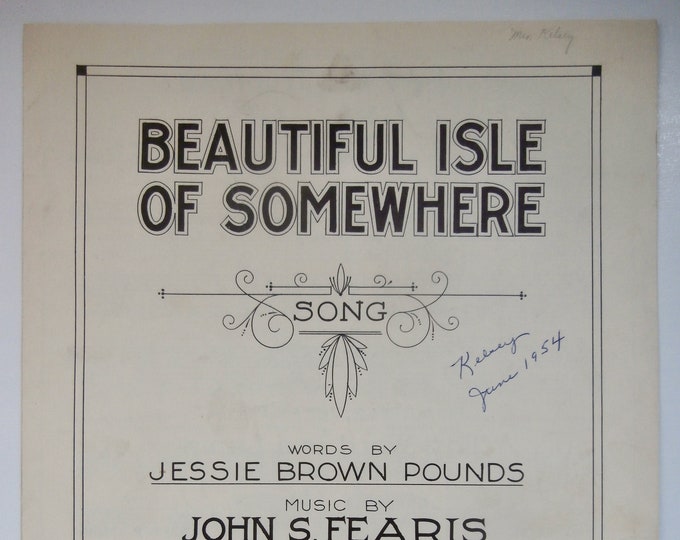 Mrs. Kelsey
BEAUTIFUL ISLE
OF SOMEWHERE
SONG
Kelsey
June 1954
WORDS BY
JESSIE BROWN POUNDS
MUSIC BY
JOHN S. FEARIS